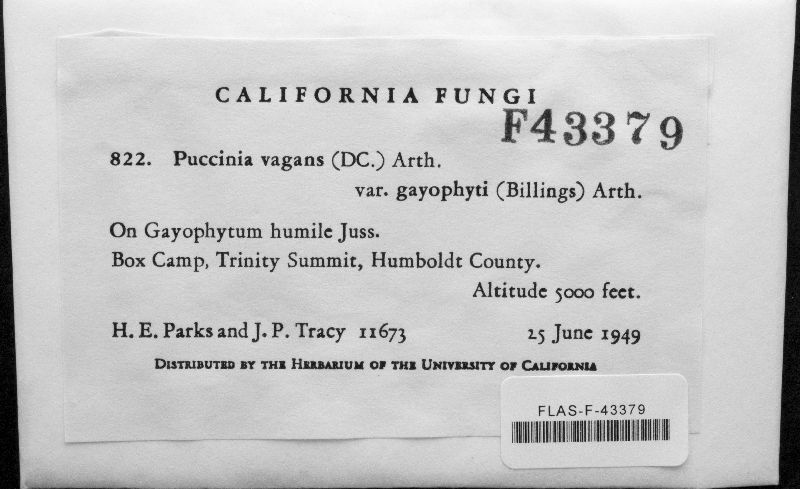 CALIFORNIA FUNGI
F43379
822. Puccinia vagans (DC.) Arth.
var. gayophyti (Billings) Arth.
On Gayophytum humile Juss.
Box Camp, Trinity Summit, Humboldt County.
Altitude 5000 feet.
H. E. Parks and J. P. Tracy 11673 25 June 1949
DISTRIBUTED BY THE HERBARIUM OF THE UNIVERSITY OF CALIFORNIA
FLAS-F-43379